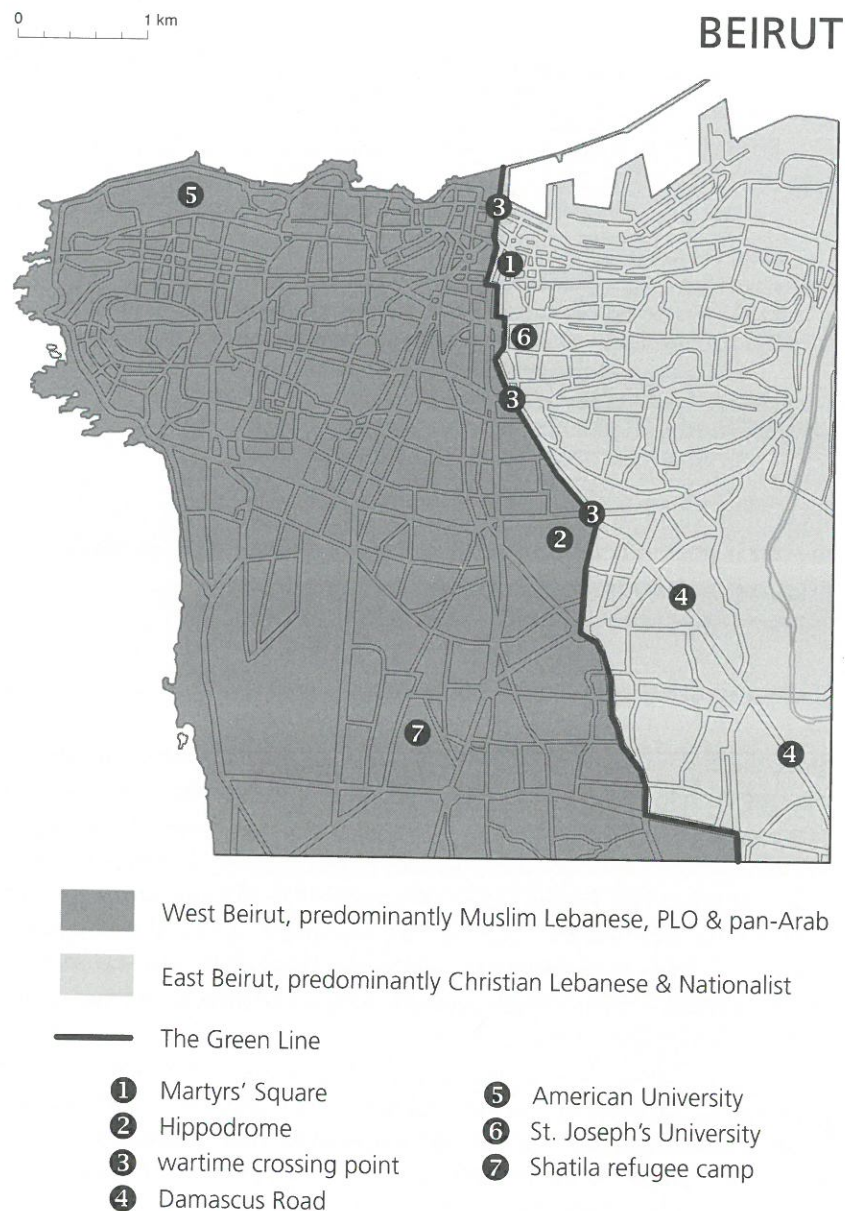 0 1 km
BEIRUT
5
3
1
6
3
3
2
4
7
4
West Beirut, predominantly Muslim Lebanese, PLO & pan-Arab
East Beirut, predominantly Christian Lebanese & Nationalist
The Green Line
1 Martyrs' Square
2 Hippodrome
3 wartime crossing point
4 Damascus Road
5 American University
6 St. Joseph's University
7 Shatila refugee camp